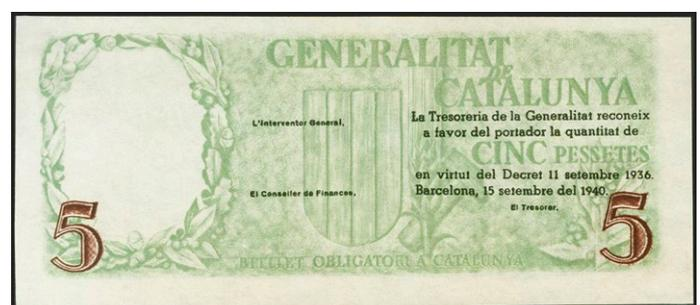 GENERALITAT
de
CATALUNYA
L'Interventor General,
La Tresoreria de la Generalitat reconeix
a favor del portador la quantitat de
CINC PESSETES
en virtut del Decret 11 setembre 1936.
El Conseller de Finances,
Barcelona, 15 setembre del 1940.
El Tresorer,
5
5
BITLLET OBLIGATORI A CATALUNYA